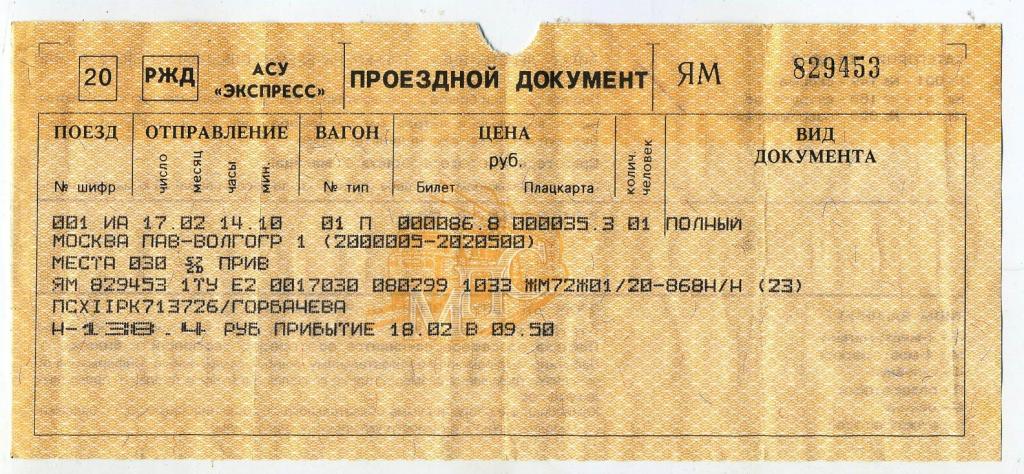 20 РЖД АСУ «ЭКСПРЕСС» ПРОЕЗДНОЙ ДОКУМЕНТ ЯМ 829453
ПОЕЗД ОТПРАВЛЕНИЕ ВАГОН ЦЕНА руб. колич. человек ВИД ДОКУМЕНТА
№ шифр число месяц часы мин. № тип Билет Плацкарта
001 ИА 17.02 14.10 01 П 000086.8 000035.3 01 ПОЛНЫЙ
МОСКВА ПАВ-ВОЛГОГР 1 (2000005-2020500)
МЕСТА 030 ПРИВ
ЯМ 829453 1ТУ Е2 0017030 080299 1033 ЖМ72Ж01/20-868Н/Н (23)
ПСXIIРК713726/ГОРБАЧЕВА
Н-138.4 РУБ ПРИБЫТИЕ 18.02 В 09.50
МПС